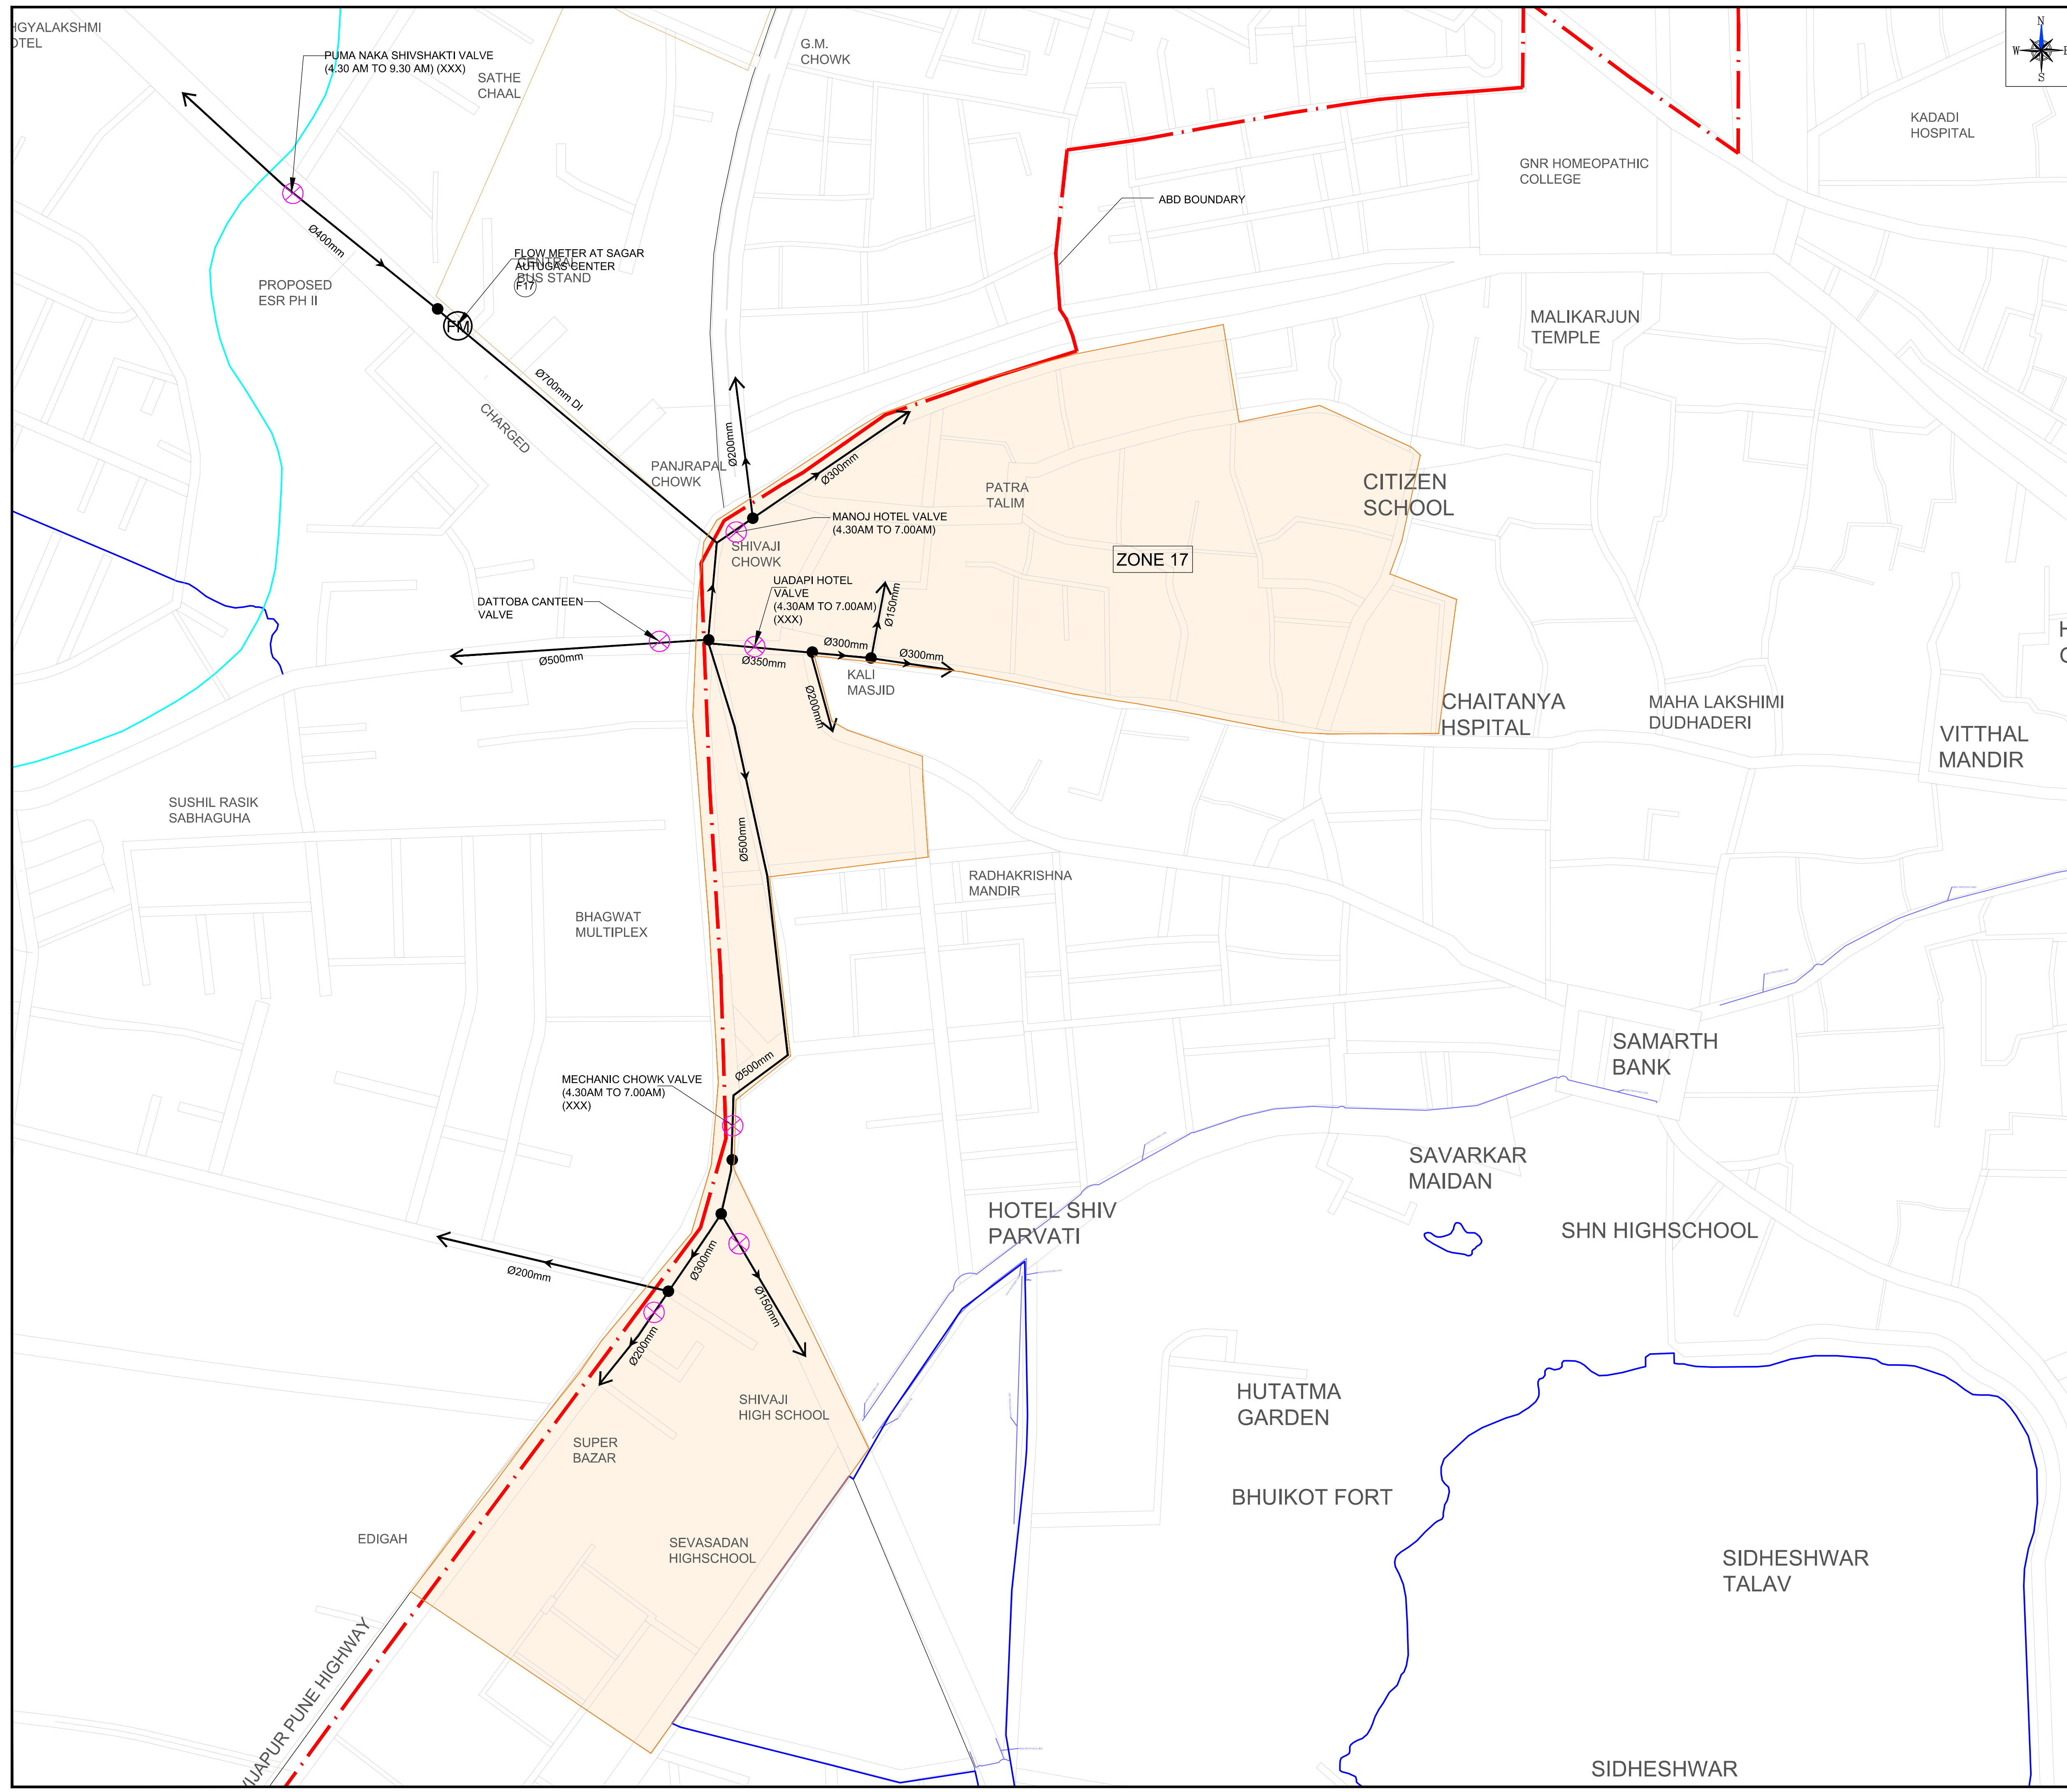 HGYALAKSHMI
OTEL
PUMA NAKA SHIVSHAKTI VALVE
(4.30 AM TO 9.30 AM) (XXX)
SATHE
CHAAL
G.M.
CHOWK
N
W
S
KADADI
HOSPITAL
GNR HOMEOPATHIC
COLLEGE
ABD BOUNDARY
Ø400mm
FLOW METER AT SAGAR
AUTUGAS CENTER
CENTRAL
BUS STAND
F17
PROPOSED
ESR PH II
FM
MALIKARJUN
TEMPLE
Ø700mm DI
CHARGED
Ø200mm
Ø300mm
PANJRAPAL
CHOWK
PATRA
TALIM
CITIZEN
SCHOOL
MANOJ HOTEL VALVE
(4.30AM TO 7.00AM)
SHIVAJI
CHOWK
ZONE 17
UADAPI HOTEL
VALVE
(4.30AM TO 7.00AM)
(XXX)
Ø150mm
DATTOBA CANTEEN
VALVE
Ø500mm
Ø350mm
Ø300mm
Ø300mm
KALI
MASJID
Ø200mm
CHAITANYA
HSPITAL
MAHA LAKSHIMI
DUDHADERI
VITTHAL
MANDIR
SUSHIL RASIK
SABHAGUHA
Ø500mm
RADHAKRISHNA
MANDIR
BHAGWAT
MULTIPLEX
SAMARTH
BANK
Ø500mm
MECHANIC CHOWK VALVE
(4.30AM TO 7.00AM)
(XXX)
SAVARKAR
MAIDAN
HOTEL SHIV
PARVATI
SHN HIGHSCHOOL
Ø200mm
Ø300mm
Ø150mm
Ø200mm
SHIVAJI
HIGH SCHOOL
HUTATMA
GARDEN
SUPER
BAZAR
BHUIKOT FORT
EDIGAH
SEVASADAN
HIGHSCHOOL
SIDHESHWAR
TALAV
VIJAPUR PUNE HIGHWAY
SIDHESHWAR